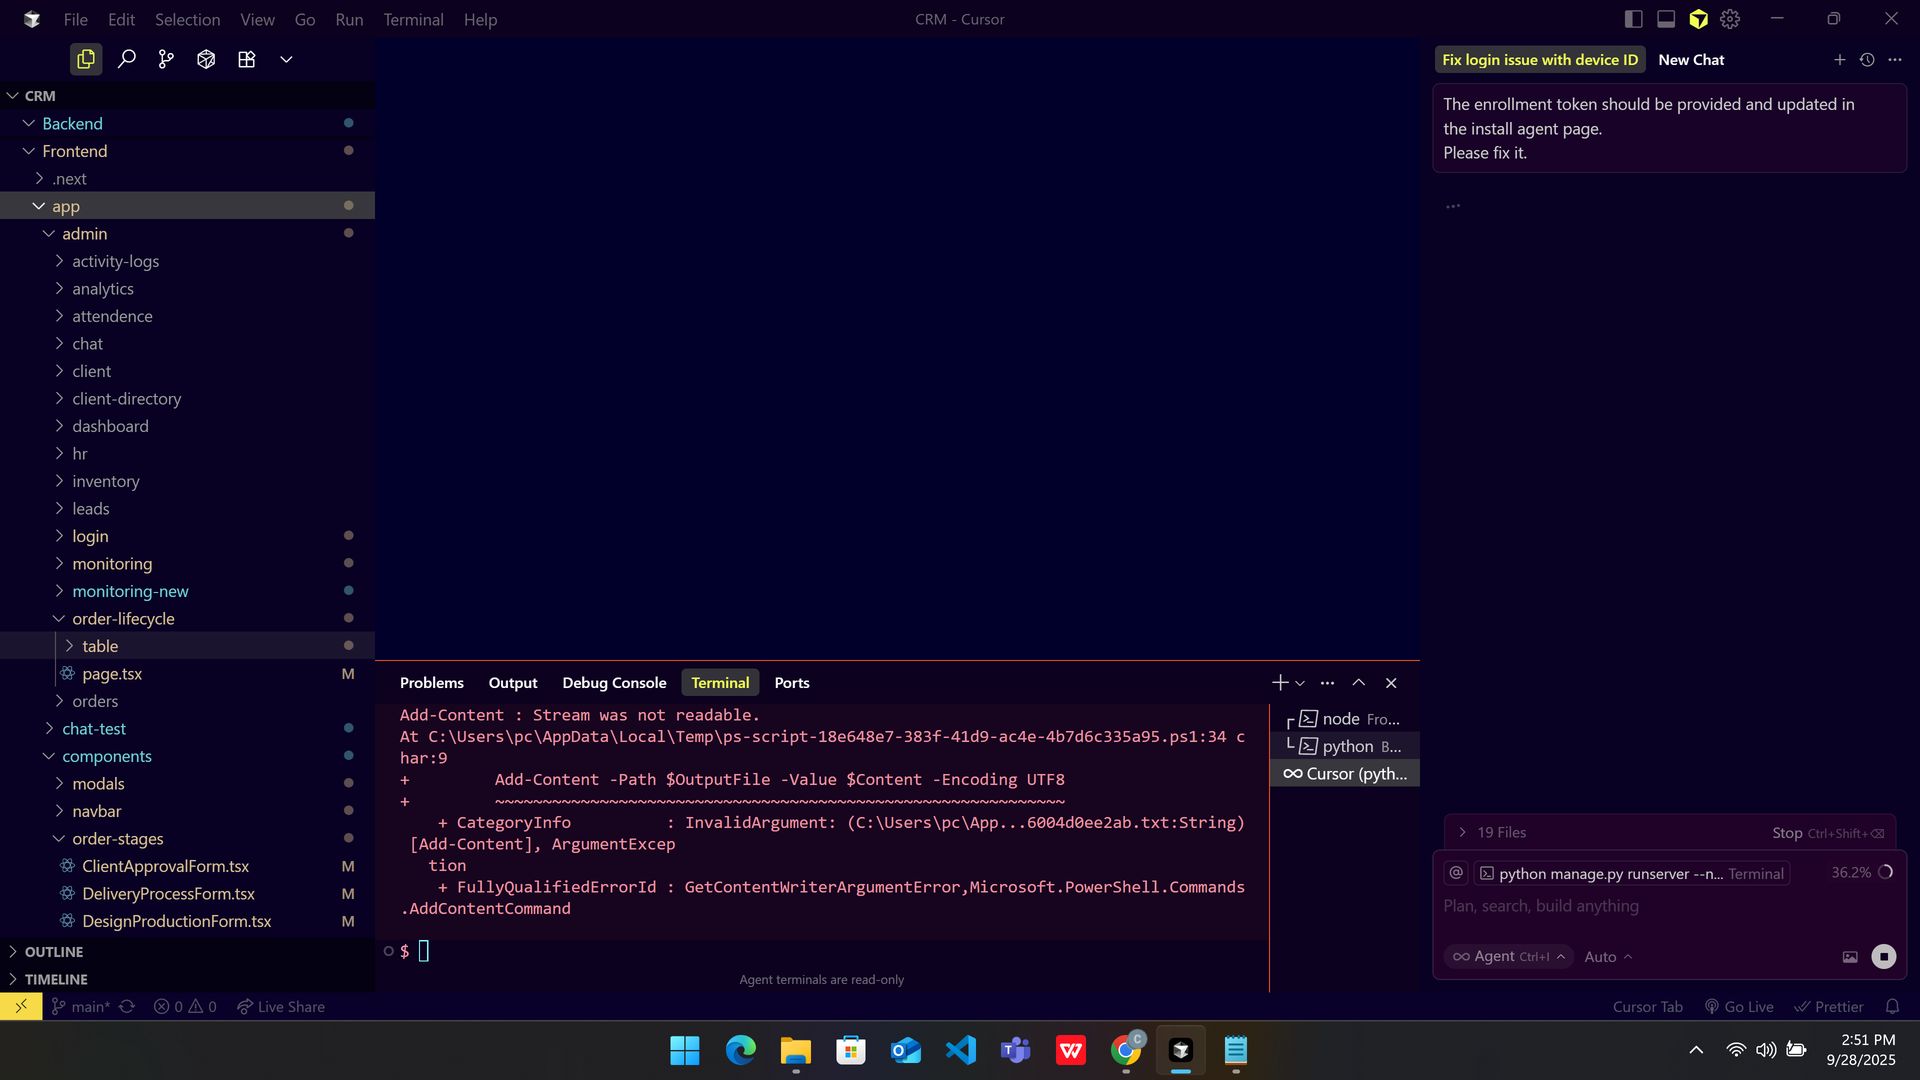 File Edit Selection View Go Run Terminal Help
CRM - Cursor
CRM
Backend
Frontend
.next
app
admin
activity-logs
analytics
attendence
chat
client
client-directory
dashboard
hr
inventory
leads
login
monitoring
monitoring-new
order-lifecycle
table
page.tsx M
orders
chat-test
components
modals
navbar
order-stages
ClientApprovalForm.tsx M
DeliveryProcessForm.tsx M
DesignProductionForm.tsx M
OUTLINE
TIMELINE
Problems Output Debug Console Terminal Ports
Add-Content : Stream was not readable.
At C:\Users\pc\AppData\Local\Temp\ps-script-18e648e7-383f-41d9-ac4e-4b7d6c335a95.ps1:34 c
har:9
+         Add-Content -Path $OutputFile -Value $Content -Encoding UTF8
+         ~~~~~~~~~~~~~~~~~~~~~~~~~~~~~~~~~~~~~~~~~~~~~~~~~~~~~~~~~~~~
+ CategoryInfo          : InvalidArgument: (C:\Users\pc\App...6004d0ee2ab.txt:String)
[Add-Content], ArgumentExcep
tion
+ FullyQualifiedErrorId : GetContentWriterArgumentError,Microsoft.PowerShell.Commands
.AddContentCommand
$
Agent terminals are read-only
node Fro...
python B...
Cursor (pyth...
Fix login issue with device ID New Chat
The enrollment token should be provided and updated in
the install agent page.
Please fix it.
...
19 Files Stop Ctrl+Shift+⌫
@ python manage.py runserver --n... Terminal 36.2%
Plan, search, build anything
Agent Ctrl+I Auto
main* 0 0 Live Share
Cursor Tab Go Live Prettier
C
2:51 PM
9/28/2025